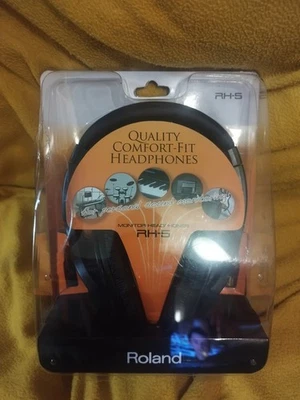 RH-5
QUALITY
COMFORT-FIT
HEADPHONES
MONITOR HEADPHONES
RH-5
Roland